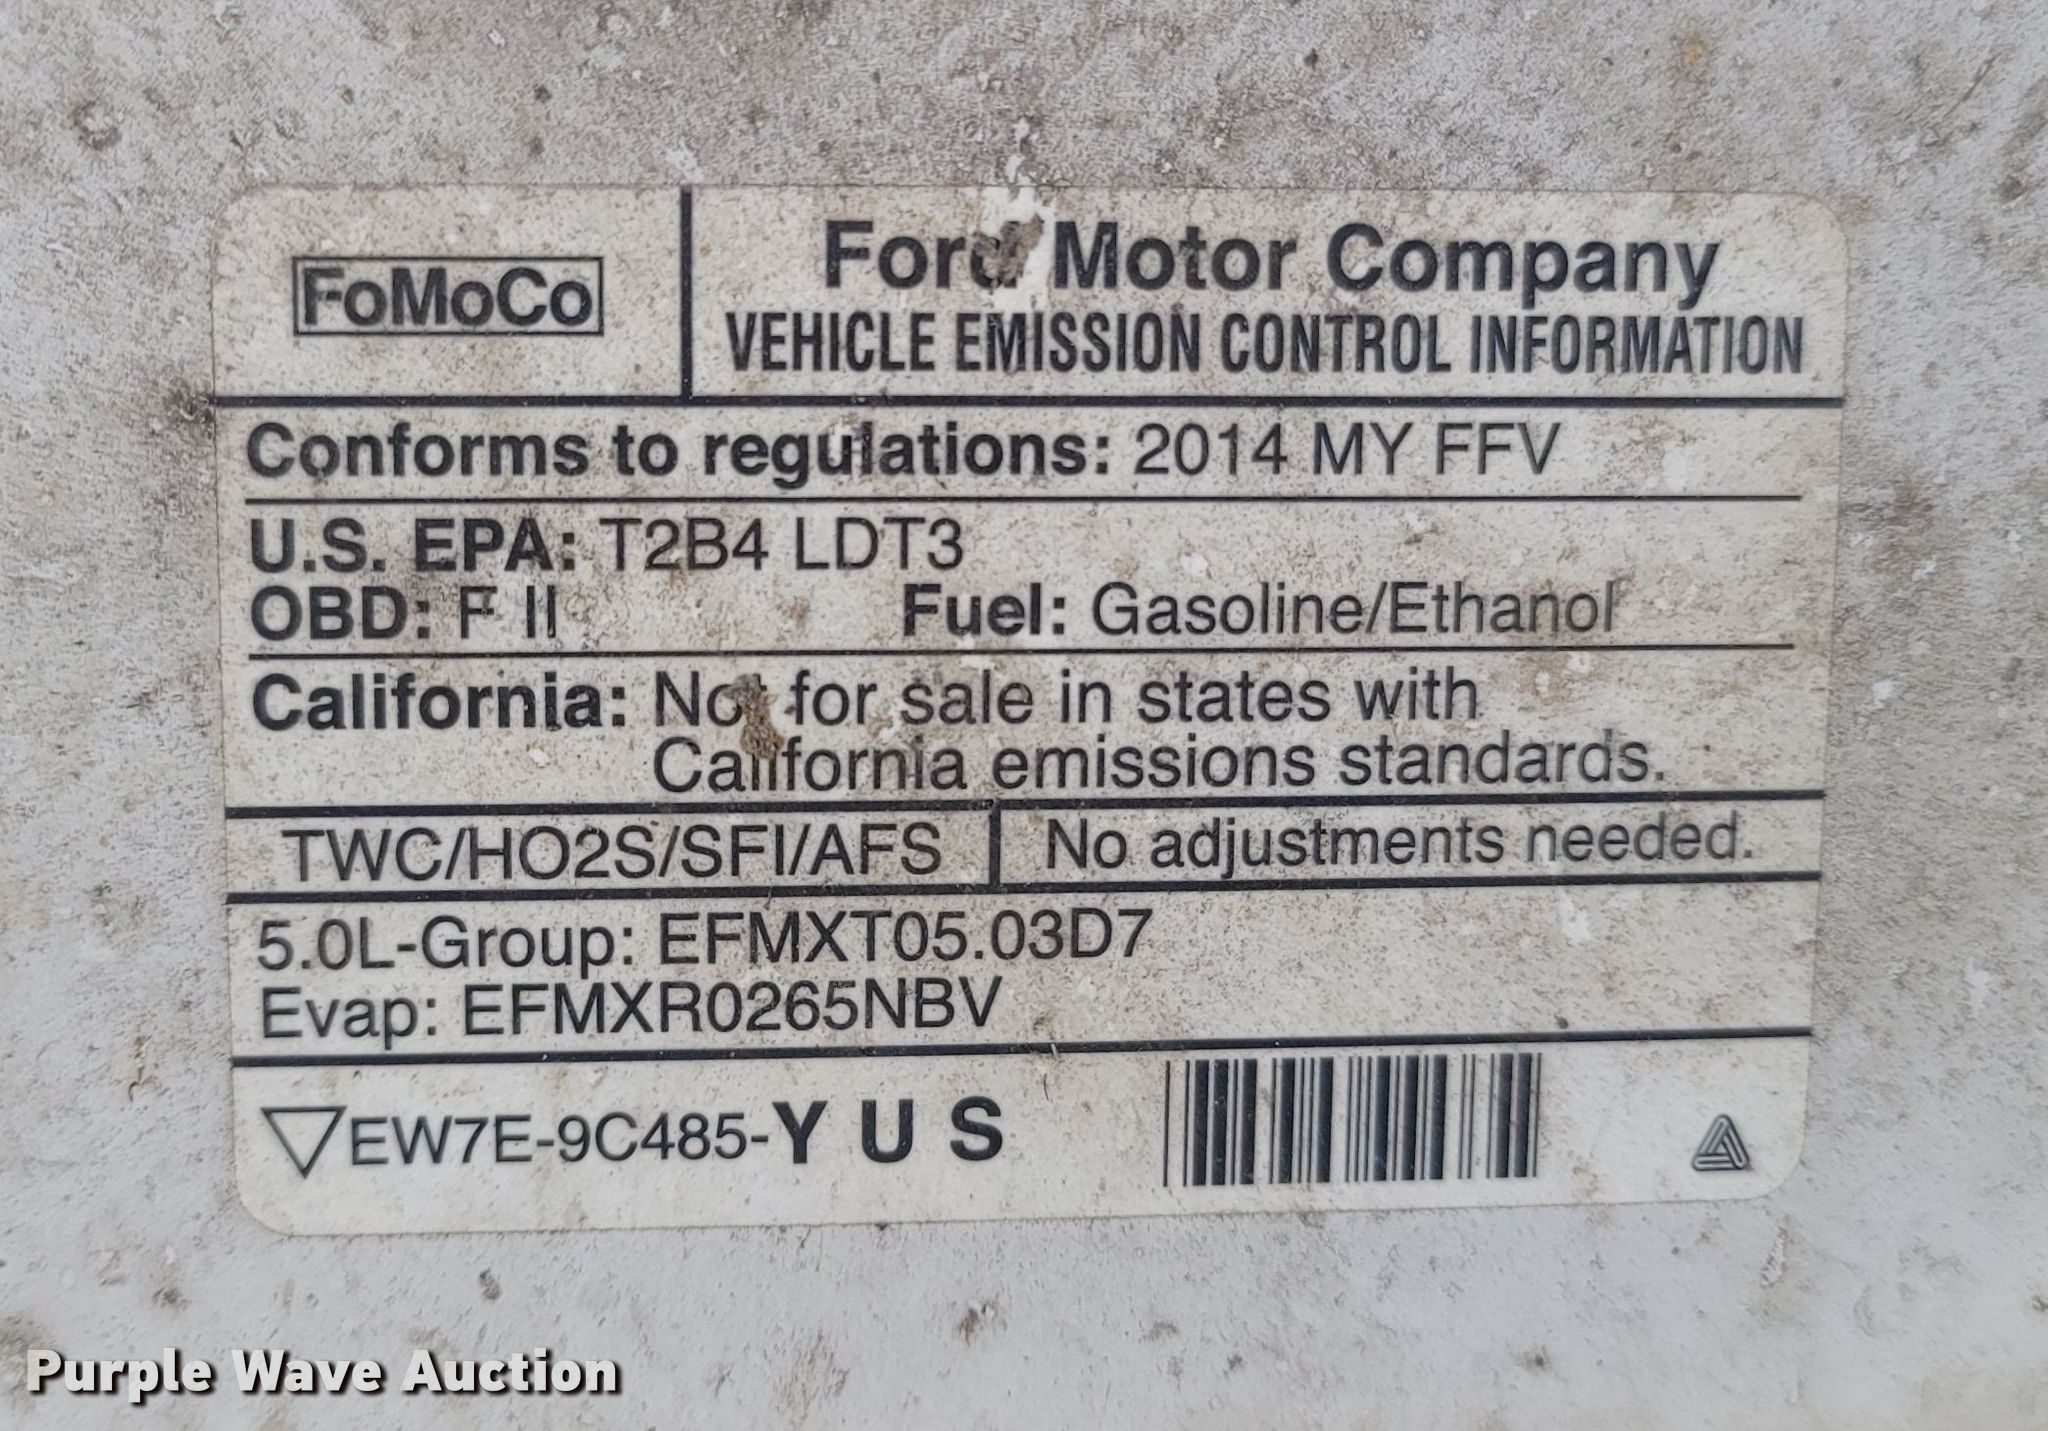 FoMoCo
Ford Motor Company
VEHICLE EMISSION CONTROL INFORMATION
Conforms to regulations: 2014 MY FFV
U.S. EPA: T2B4 LDT3
OBD: F II Fuel: Gasoline/Ethanol
California: Not for sale in states with
California emissions standards.
TWC/HO2S/SFI/AFS No adjustments needed.
5.0L-Group: EFMXT05.03D7
Evap: EFMXR0265NBV
EW7E-9C485-Y U S
Purple Wave Auction